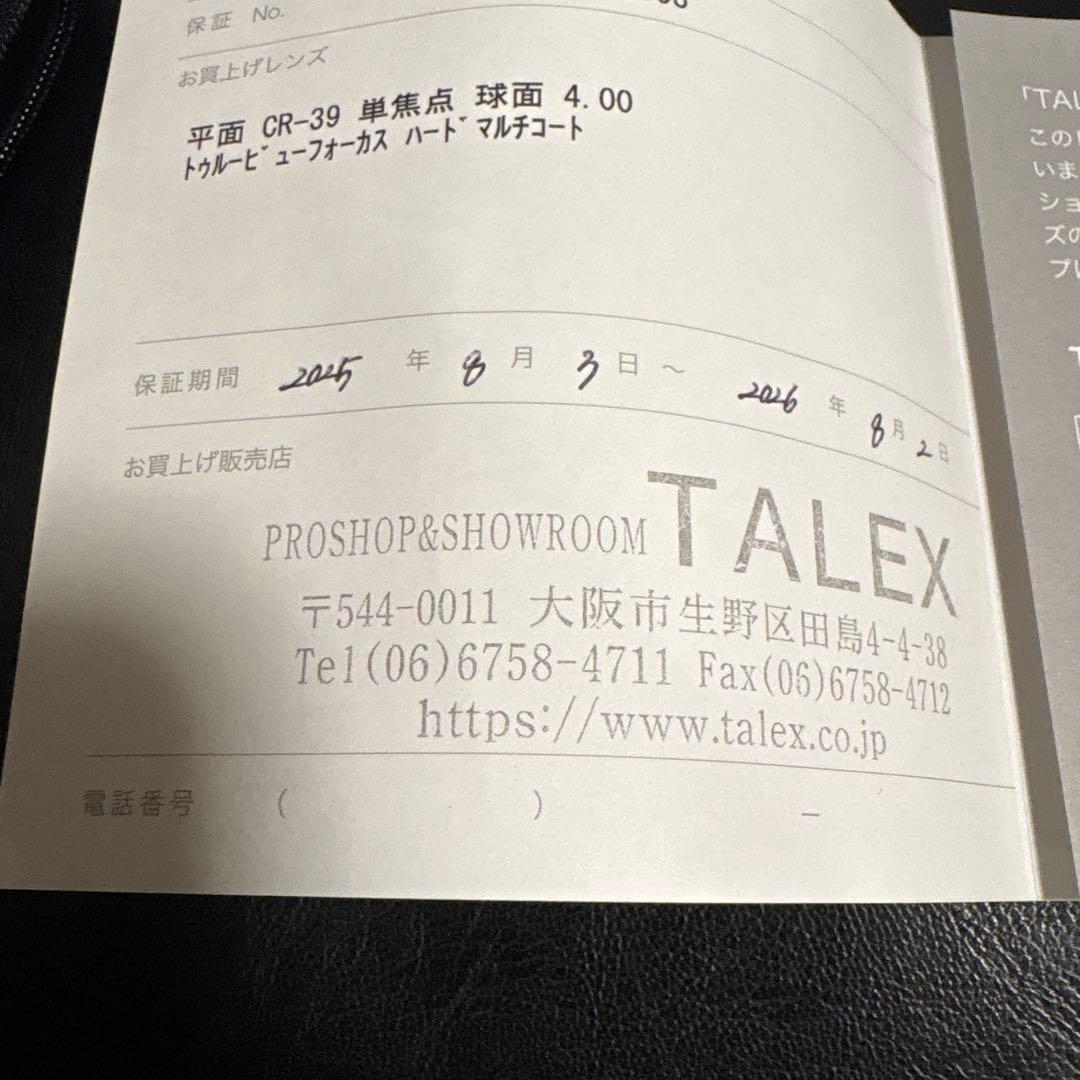 保証 No.
お買上げレンズ
平面 CR-39 単焦点 球面 4.00
トゥルービューフォーカス ハードマルチコート
保証期間 2025 年 8 月 3 日 ～ 2026 年 8 月 2 日
お買上げ販売店
PROSHOP&SHOWROOM TALEX
〒544-0011 大阪市生野区田島4-4-38
Tel(06)6758-4711 Fax(06)6758-4712
https://www.talex.co.jp
電話番号 ( ) -
「TAL
この
いま
ショ
ズの
プレ